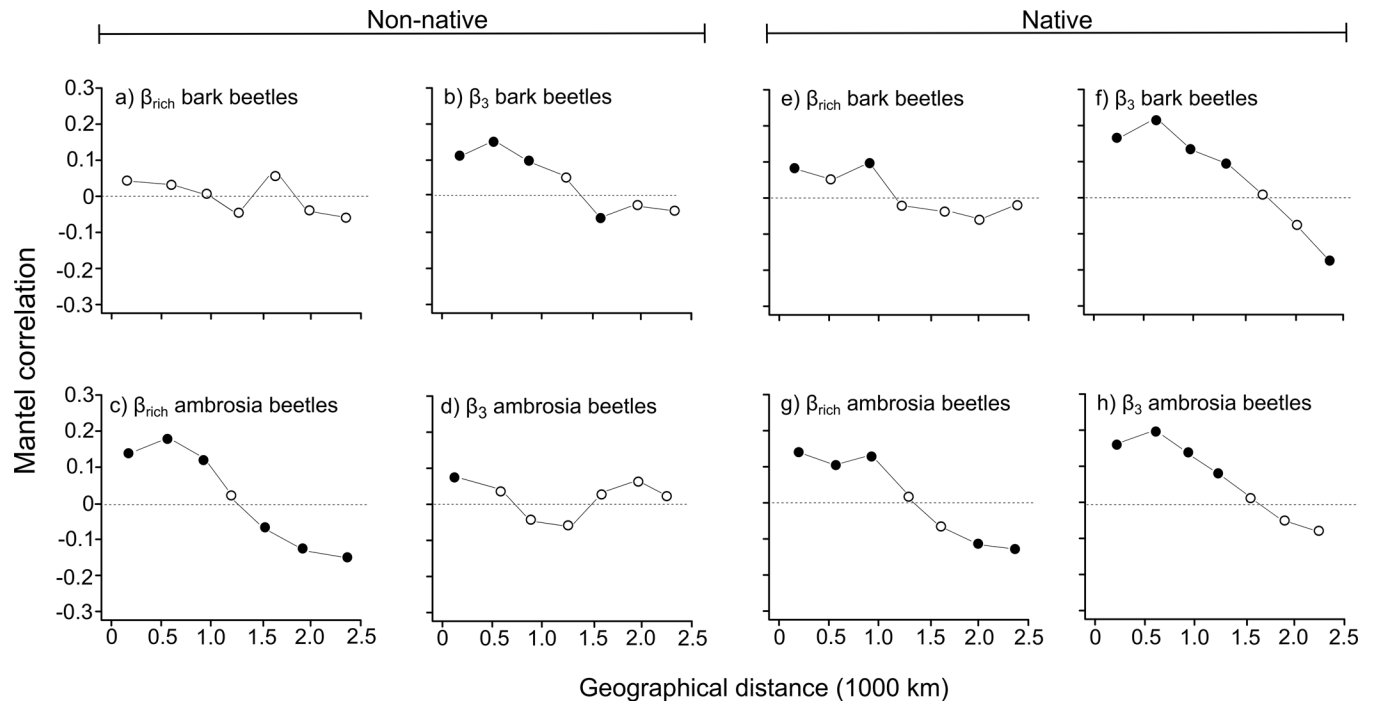 Non-native
Native
a) βrich bark beetles
b) β3 bark beetles
e) βrich bark beetles
f) β3 bark beetles
0.3
0.2
0.1
0
-0.1
-0.2
-0.3
Mantel correlation
c) βrich ambrosia beetles
d) β3 ambrosia beetles
g) βrich ambrosia beetles
h) β3 ambrosia beetles
0.3
0.2
0.1
0
-0.1
-0.2
-0.3
0 0.5 1.0 1.5 2.0 2.5
0 0.5 1.0 1.5 2.0 2.5
0 0.5 1.0 1.5 2.0 2.5
0 0.5 1.0 1.5 2.0 2.5
Geographical distance (1000 km)